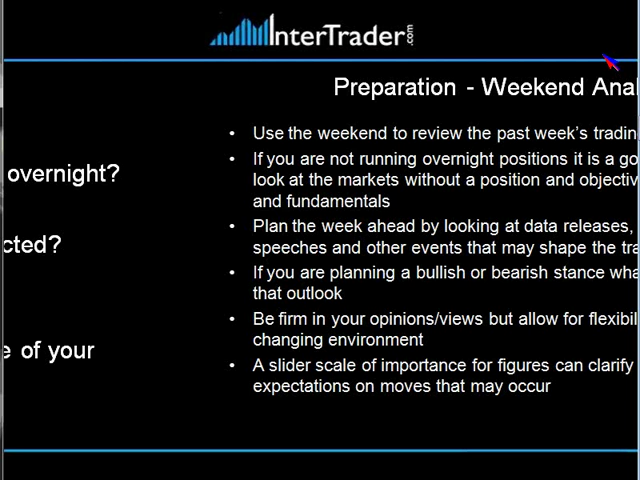 InterTrader.com
Preparation - Weekend Anal
overnight?
cted?
e of your
• Use the weekend to review the past week's tradin
• If you are not running overnight positions it is a go
look at the markets without a position and objectiv
and fundamentals
• Plan the week ahead by looking at data releases,
speeches and other events that may shape the tra
• If you are planning a bullish or bearish stance wha
that outlook
• Be firm in your opinions/views but allow for flexibil
changing environment
• A slider scale of importance for figures can clarify
expectations on moves that may occur